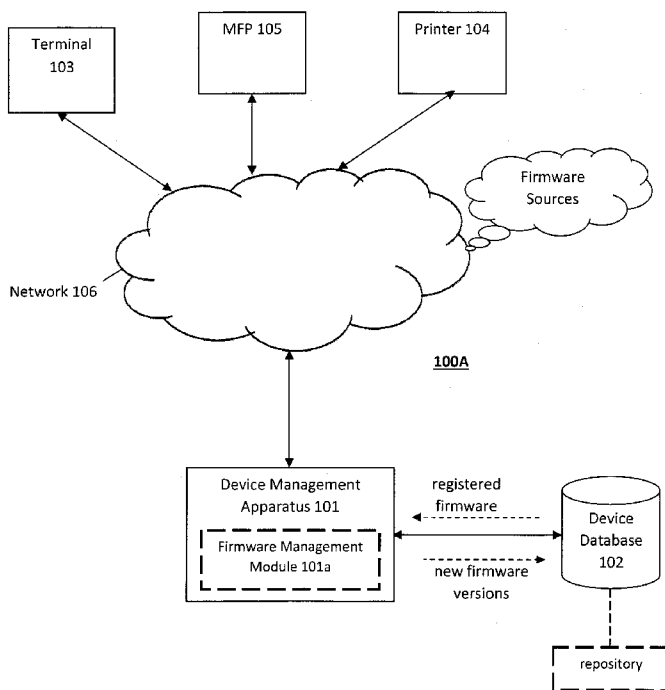 Terminal
103
MFP 105
Printer 104
Firmware
Sources
Network 106
100A
Device Management
Apparatus 101
Firmware Management
Module 101a
registered
firmware
new firmware
versions
Device
Database
102
repository